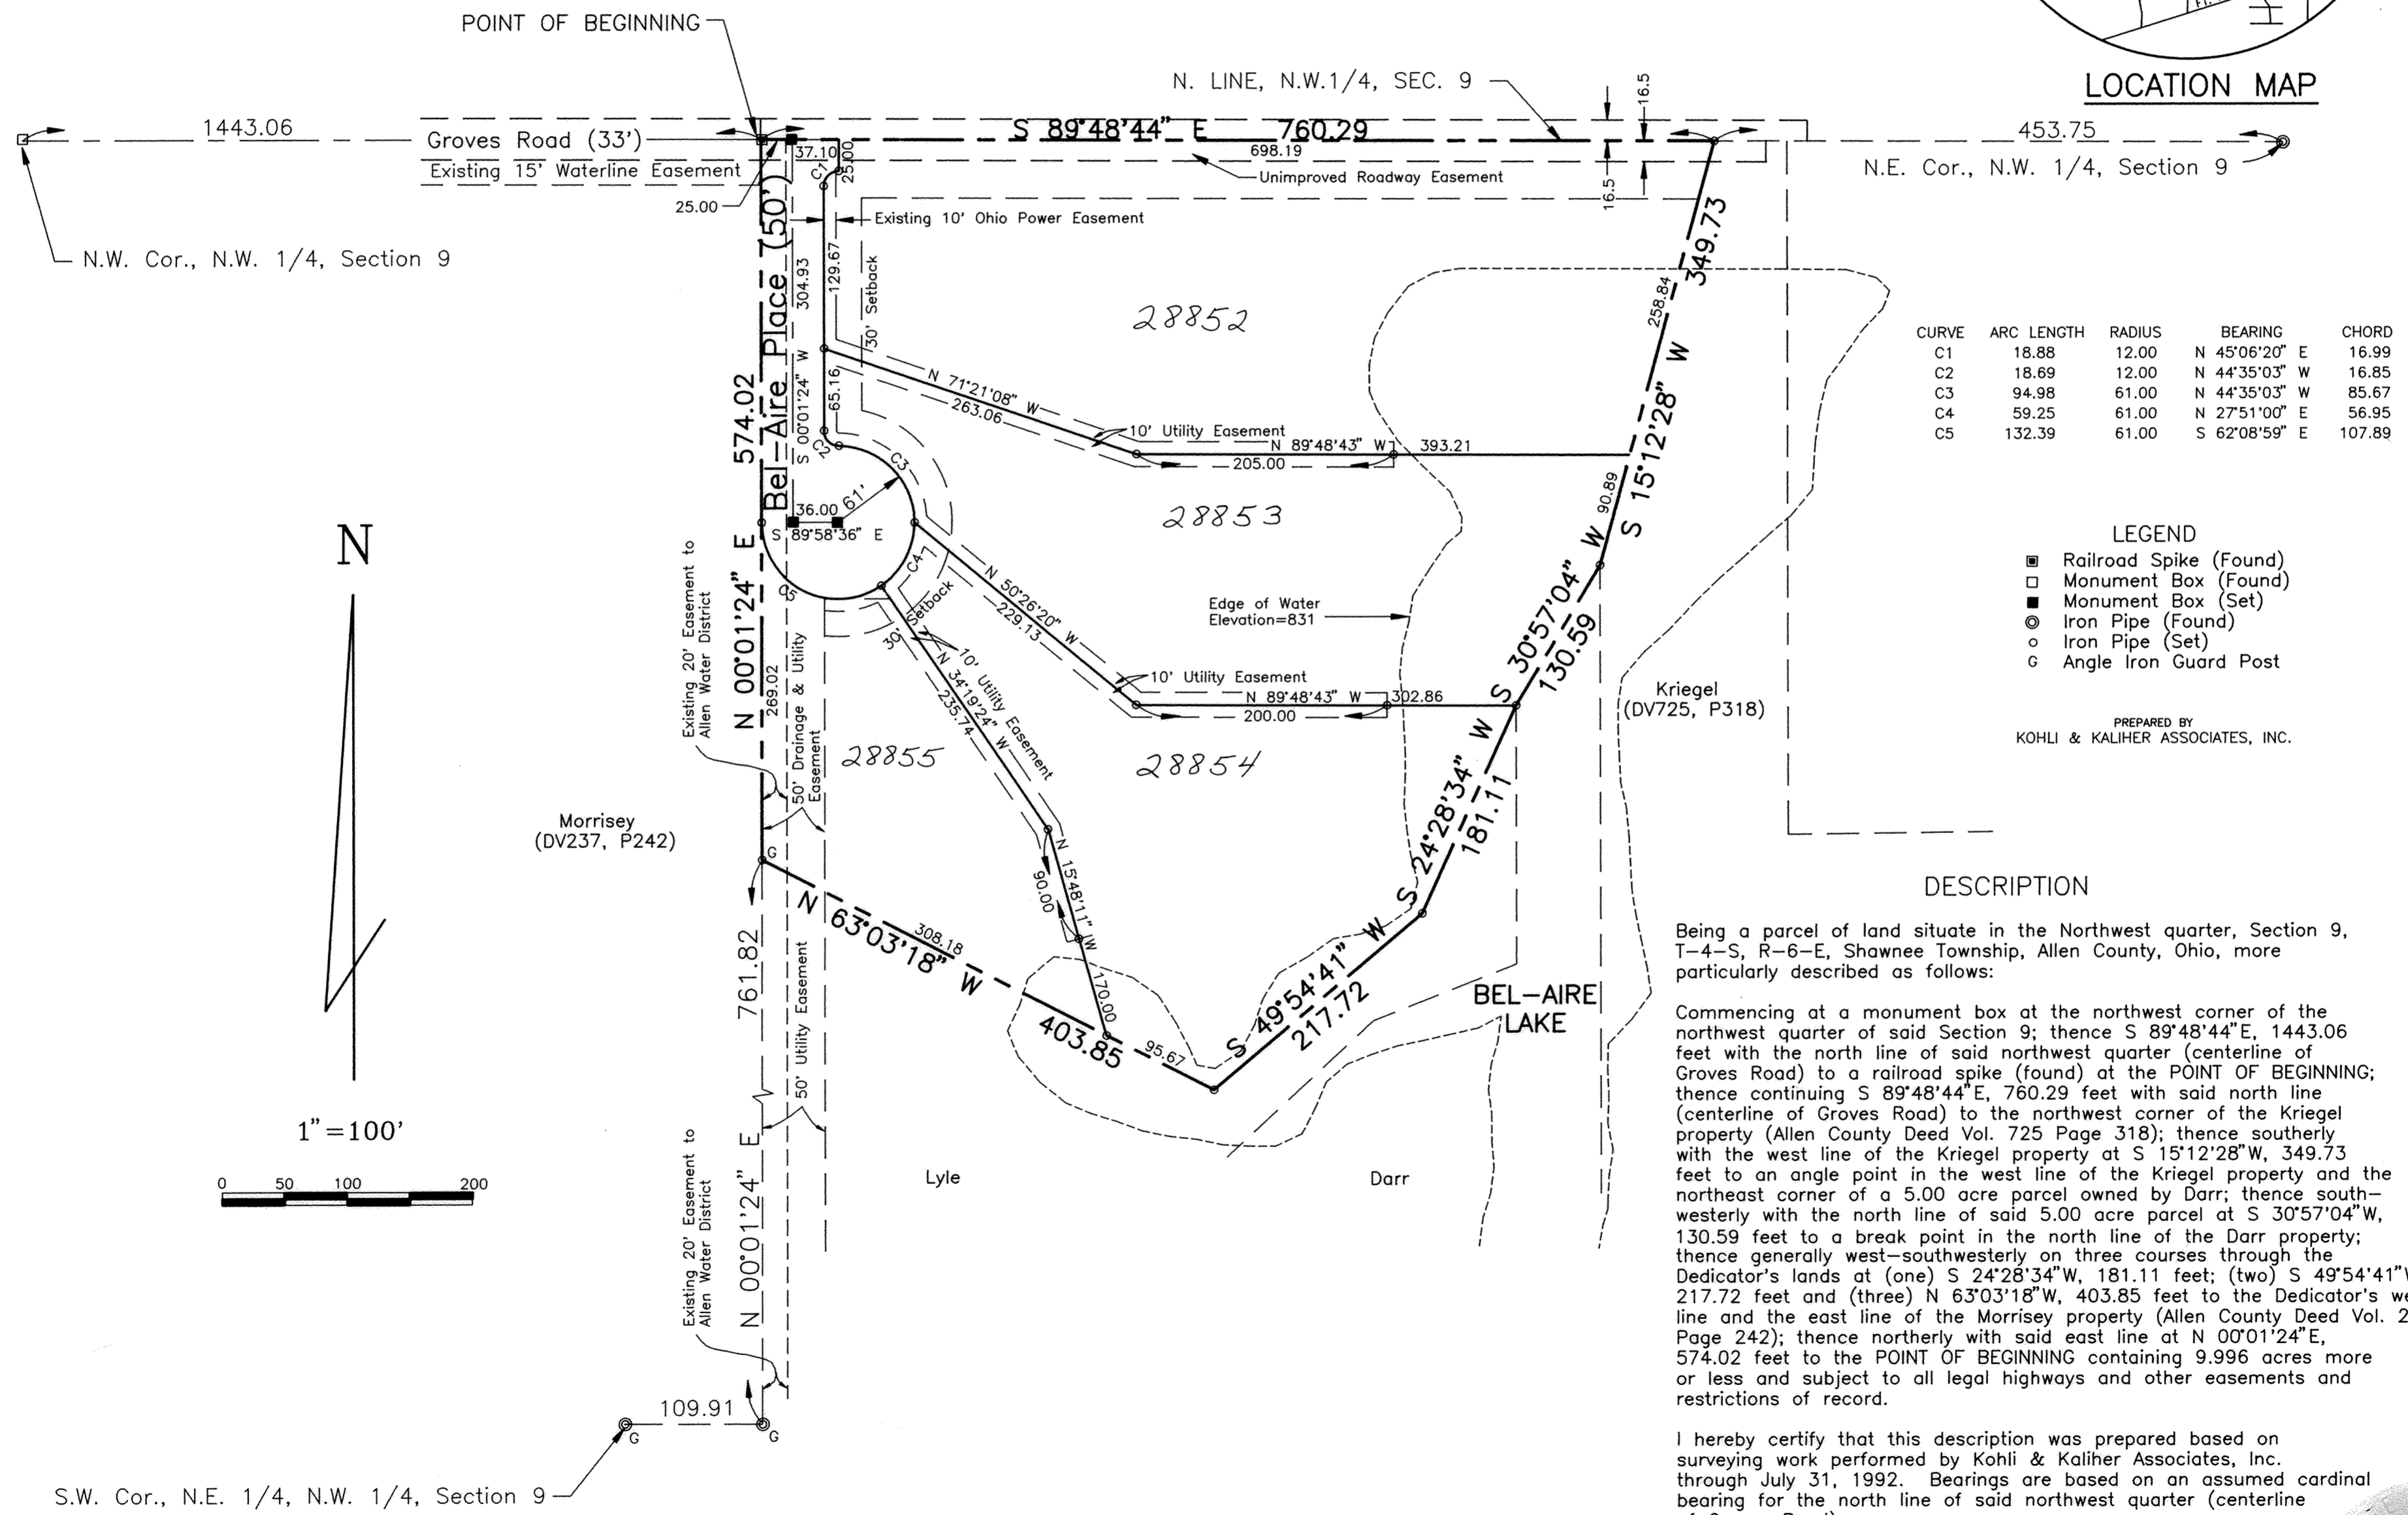 POINT OF BEGINNING
N. LINE, N.W.1/4, SEC. 9
16.5
LOCATION MAP
1443.06
Groves Road (33')
S 89°48'44" E 760.29
453.75
37.10
25.00
698.19
Existing 15' Waterline Easement
Unimproved Roadway Easement
N.E. Cor., N.W. 1/4, Section 9
C1
25.00
16.5
Existing 10' Ohio Power Easement
N.W. Cor., N.W. 1/4, Section 9
Bel-Aire Place (50')
304.93
S 00°01'24" W
129.67
30' Setback
28852
258.84
S 15°12'28" W 349.73
CURVE ARC LENGTH RADIUS BEARING CHORD
C1 18.88 12.00 N 45°06'20" E 16.99
C2 18.69 12.00 N 44°35'03" W 16.85
C3 94.98 61.00 N 44°35'03" W 85.67
C4 59.25 61.00 N 27°51'00" E 56.95
C5 132.39 61.00 S 62°08'59" E 107.89
N 00°01'24" E 574.02
65.16
N 71°21'08" W
263.06
10' Utility Easement
N 89°48'43" W 393.21
205.00
C2
C3
61'
36.00
S 89°58'36" E
28853
90.89
N
LEGEND
Railroad Spike (Found)
Monument Box (Found)
Monument Box (Set)
Iron Pipe (Found)
Iron Pipe (Set)
G Angle Iron Guard Post
C4
C5
30' Setback
N 50°26'20" W
229.13
Edge of Water
Elevation=831
S 30°57'04" W
130.59
Existing 20' Easement to
Allen Water District
269.02
50' Drainage & Utility
Easement
N 34°19'24" W
235.74
10' Utility Easement
10' Utility Easement
N 89°48'43" W 302.86
200.00
Kriegel
(DV725, P318)
PREPARED BY
KOHLI & KALIHER ASSOCIATES, INC.
28855
28854
S 24°28'34" W
181.11
Morrisey
(DV237, P242)
G
N 15°48'11" W
90.00
170.00
N 63°03'18" W
308.18
403.85
95.67
S 49°54'41" W
217.72
BEL-AIRE
LAKE
761.82
N 00°01'24" E
50' Utility Easement
1"=100'
0 50 100 200
Existing 20' Easement to
Allen Water District
Lyle
Darr
109.91
G
G
S.W. Cor., N.E. 1/4, N.W. 1/4, Section 9
DESCRIPTION
Being a parcel of land situate in the Northwest quarter, Section 9,
T-4-S, R-6-E, Shawnee Township, Allen County, Ohio, more
particularly described as follows:
Commencing at a monument box at the northwest corner of the
northwest quarter of said Section 9; thence S 89°48'44"E, 1443.06
feet with the north line of said northwest quarter (centerline of
Groves Road) to a railroad spike (found) at the POINT OF BEGINNING;
thence continuing S 89°48'44"E, 760.29 feet with said north line
(centerline of Groves Road) to the northwest corner of the Kriegel
property (Allen County Deed Vol. 725 Page 318); thence southerly
with the west line of the Kriegel property at S 15°12'28"W, 349.73
feet to an angle point in the west line of the Kriegel property and the
northeast corner of a 5.00 acre parcel owned by Darr; thence south-
westerly with the north line of said 5.00 acre parcel at S 30°57'04"W,
130.59 feet to a break point in the north line of the Darr property;
thence generally west-southwesterly on three courses through the
Dedicator's lands at (one) S 24°28'34"W, 181.11 feet; (two) S 49°54'41"
217.72 feet and (three) N 63°03'18"W, 403.85 feet to the Dedicator's
line and the east line of the Morrisey property (Allen County Deed Vol.
Page 242); thence northerly with said east line at N 00°01'24"E,
574.02 feet to the POINT OF BEGINNING containing 9.996 acres more
or less and subject to all legal highways and other easements and
restrictions of record.
I hereby certify that this description was prepared based on
surveying work performed by Kohli & Kaliher Associates, Inc.
through July 31, 1992. Bearings are based on an assumed cardinal
bearing for the north line of said northwest quarter (centerline